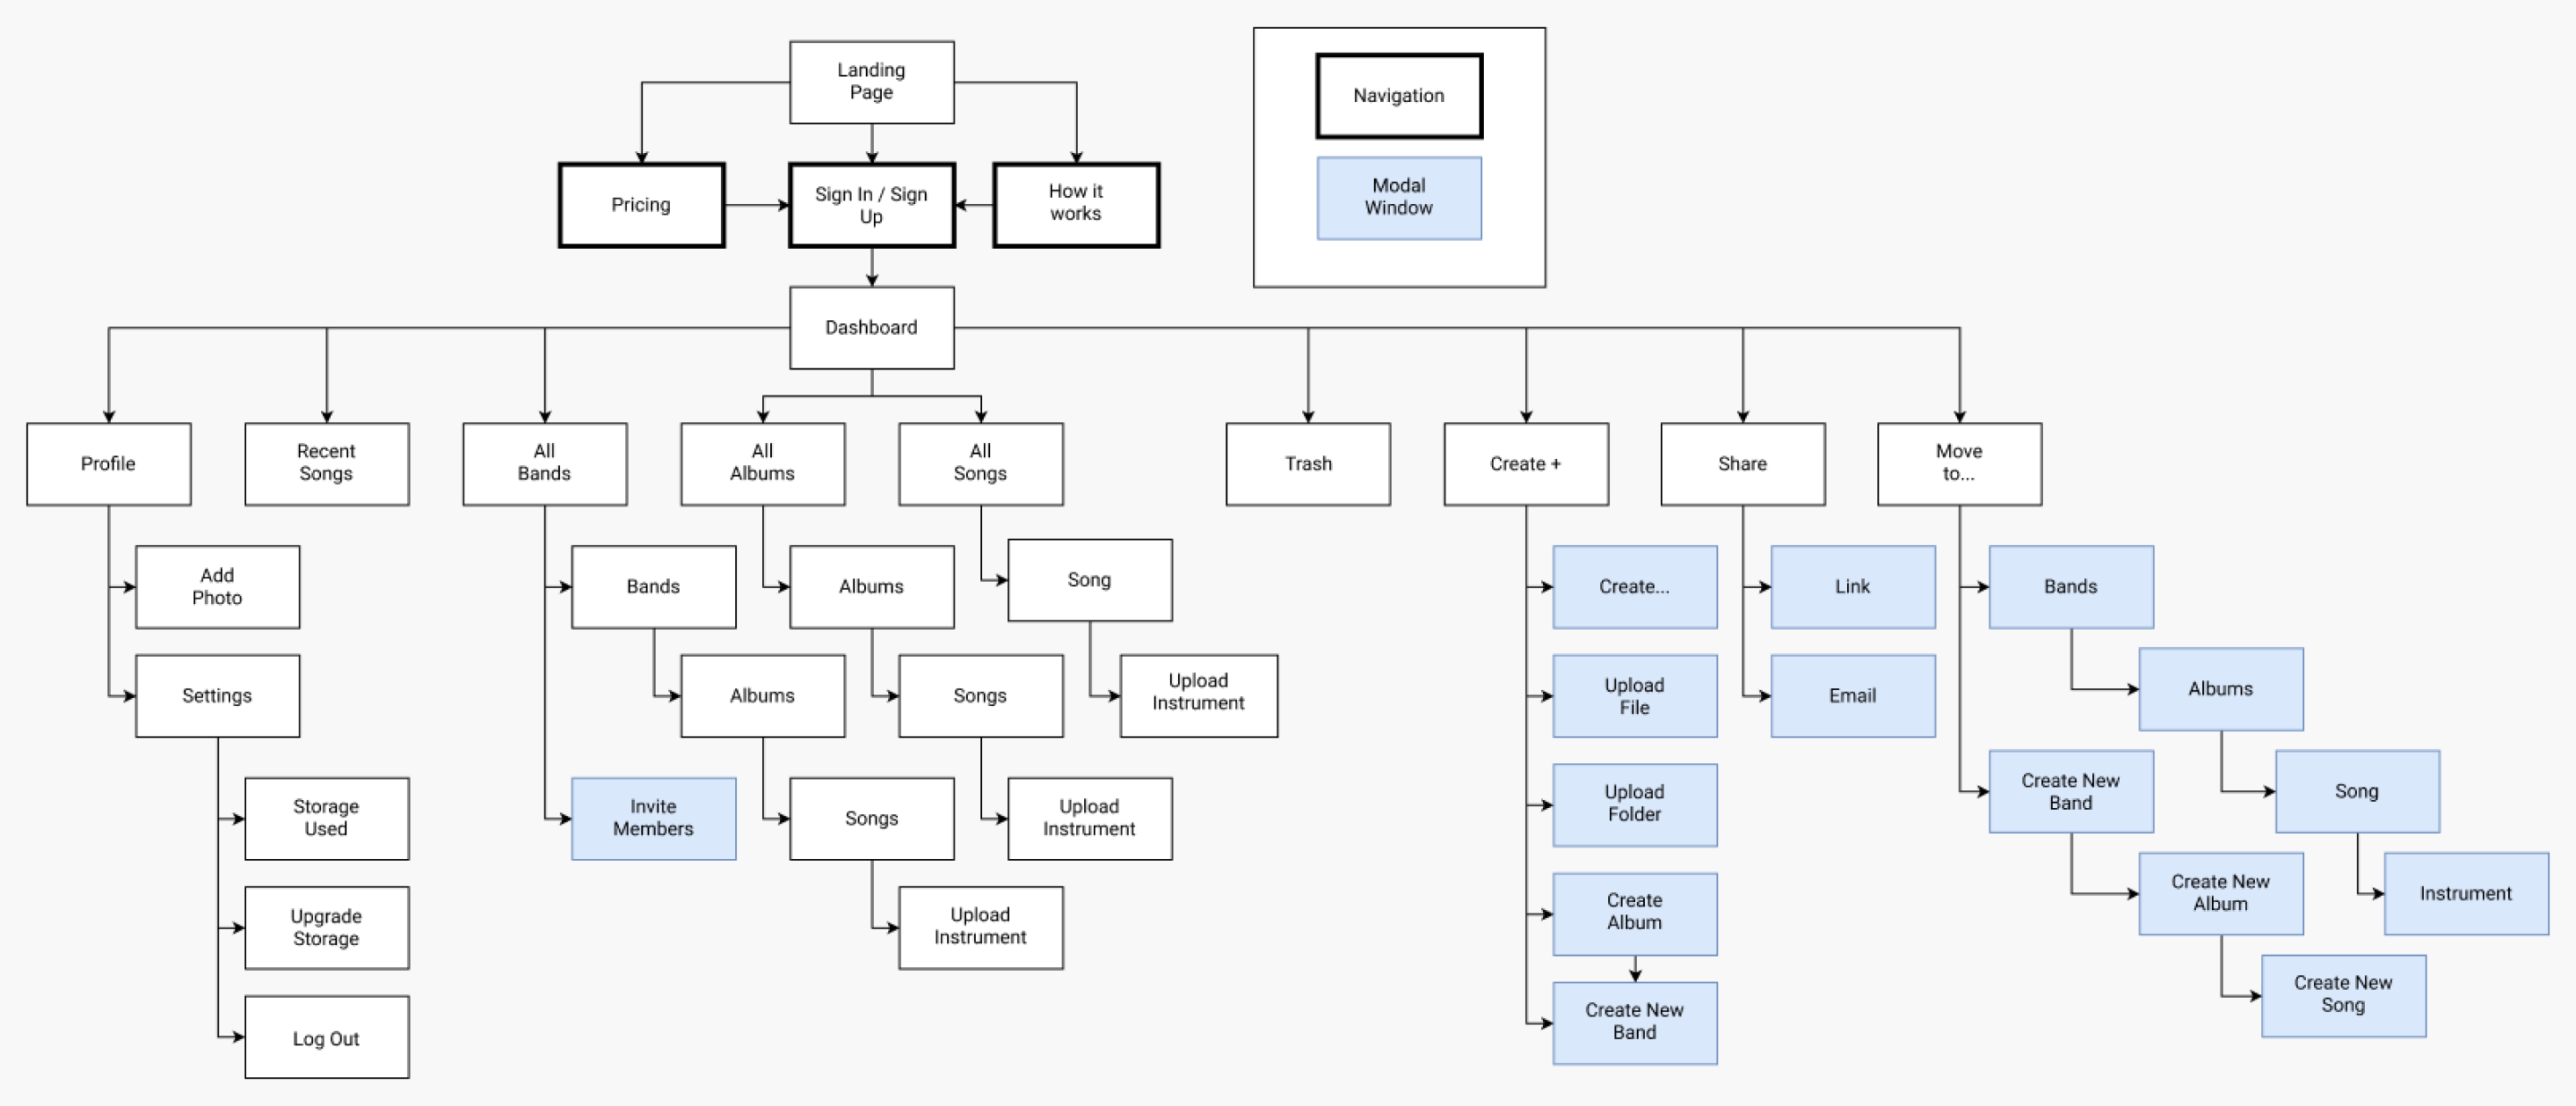 Landing
Page
Navigation
Modal
Window
Pricing
Sign In / Sign
Up
How it
works
Dashboard
Profile
Recent
Songs
All
Bands
All
Albums
All
Songs
Trash
Create +
Share
Move
to...
Add
Photo
Bands
Albums
Song
Create...
Link
Bands
Settings
Albums
Songs
Upload
Instrument
Upload
File
Email
Albums
Storage
Used
Invite
Members
Songs
Upload
Instrument
Upload
Folder
Create New
Band
Song
Upgrade
Storage
Upload
Instrument
Create
Album
Create New
Album
Instrument
Log Out
Create New
Band
Create New
Song